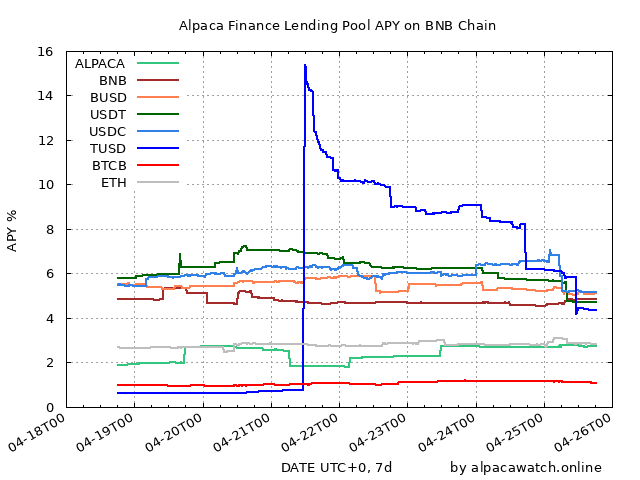 Alpaca Finance Lending Pool APY on BNB Chain
16
14
12
10
8
6
4
2
0
APY %
ALPACA
BNB
BUSD
USDT
USDC
TUSD
BTCB
ETH
04-18T00
04-19T00
04-20T00
04-21T00
04-22T00
04-23T00
04-24T00
04-25T00
04-26T00
DATE UTC+0, 7d
by alpacawatch.online